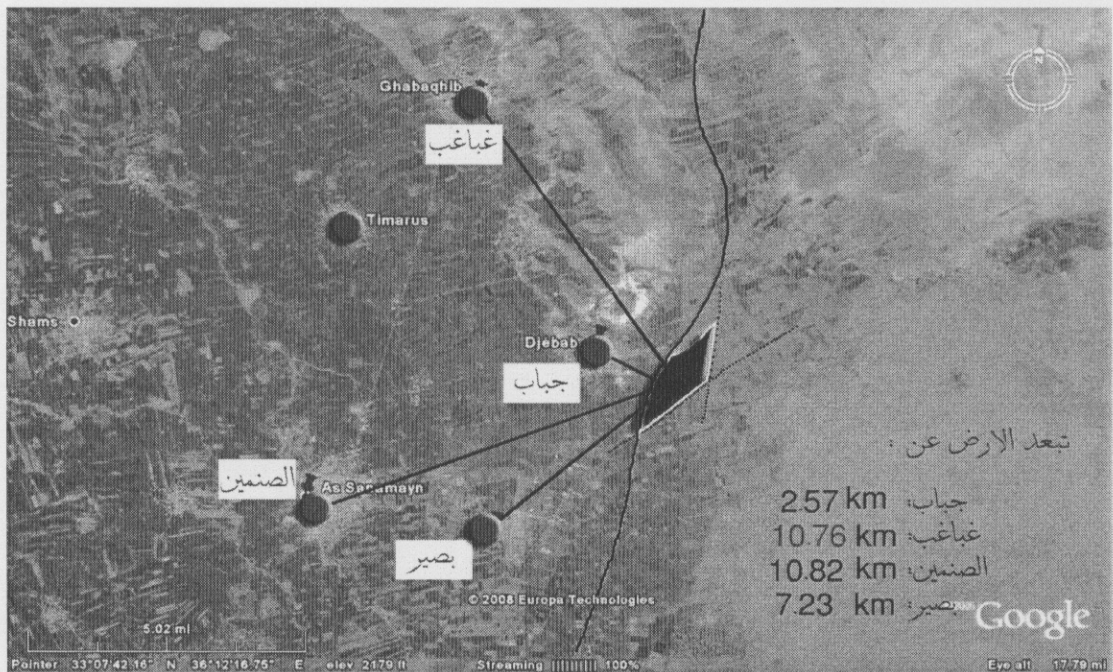 N
Ghabaqhib
غباغب
Timarus
Shams
Djebab
جباب
تبعد الارض عن :
الصنمين
As Sanamayn
جباب: 2.57 km
غباغب: 10.76 km
بصير
الصنمين: 10.82 km
© 2008 Europa Technologies
بصير: 7.23 km
Google
5.02 mi
Pointer 33°07'42.16" N 36°12'16.75" E elev 2179 ft Streaming |||||||||| 100% Eye alt 17.79 mi